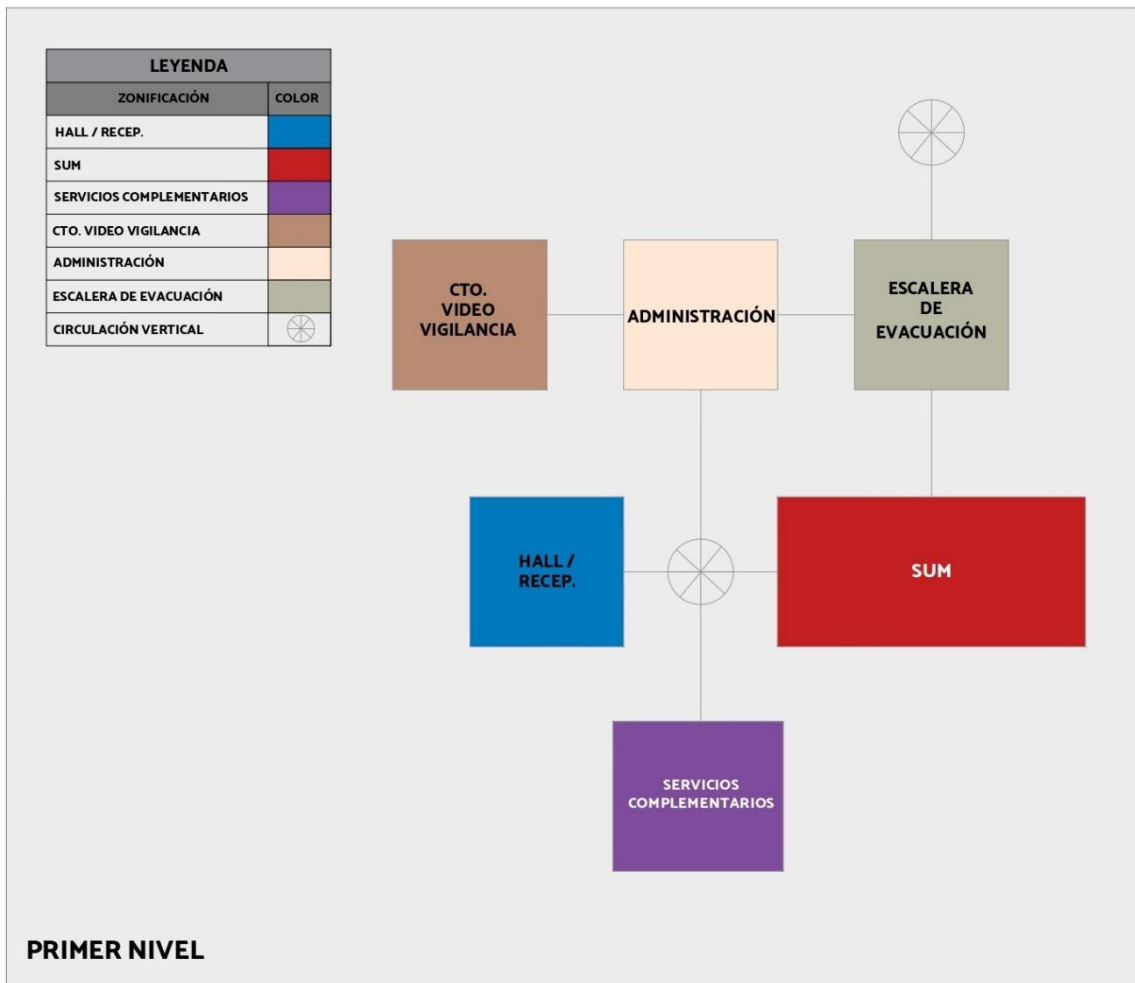 LEYENDA
ZONIFICACIÓN COLOR
HALL / RECEP.
SUM
SERVICIOS COMPLEMENTARIOS
CTO. VIDEO VIGILANCIA
ADMINISTRACIÓN
ESCALERA DE EVACUACIÓN
CIRCULACIÓN VERTICAL
CTO.
VIDEO
VIGILANCIA
ADMINISTRACIÓN
ESCALERA
DE
EVACUACIÓN
HALL /
RECEP.
SUM
SERVICIOS
COMPLEMENTARIOS
PRIMER NIVEL